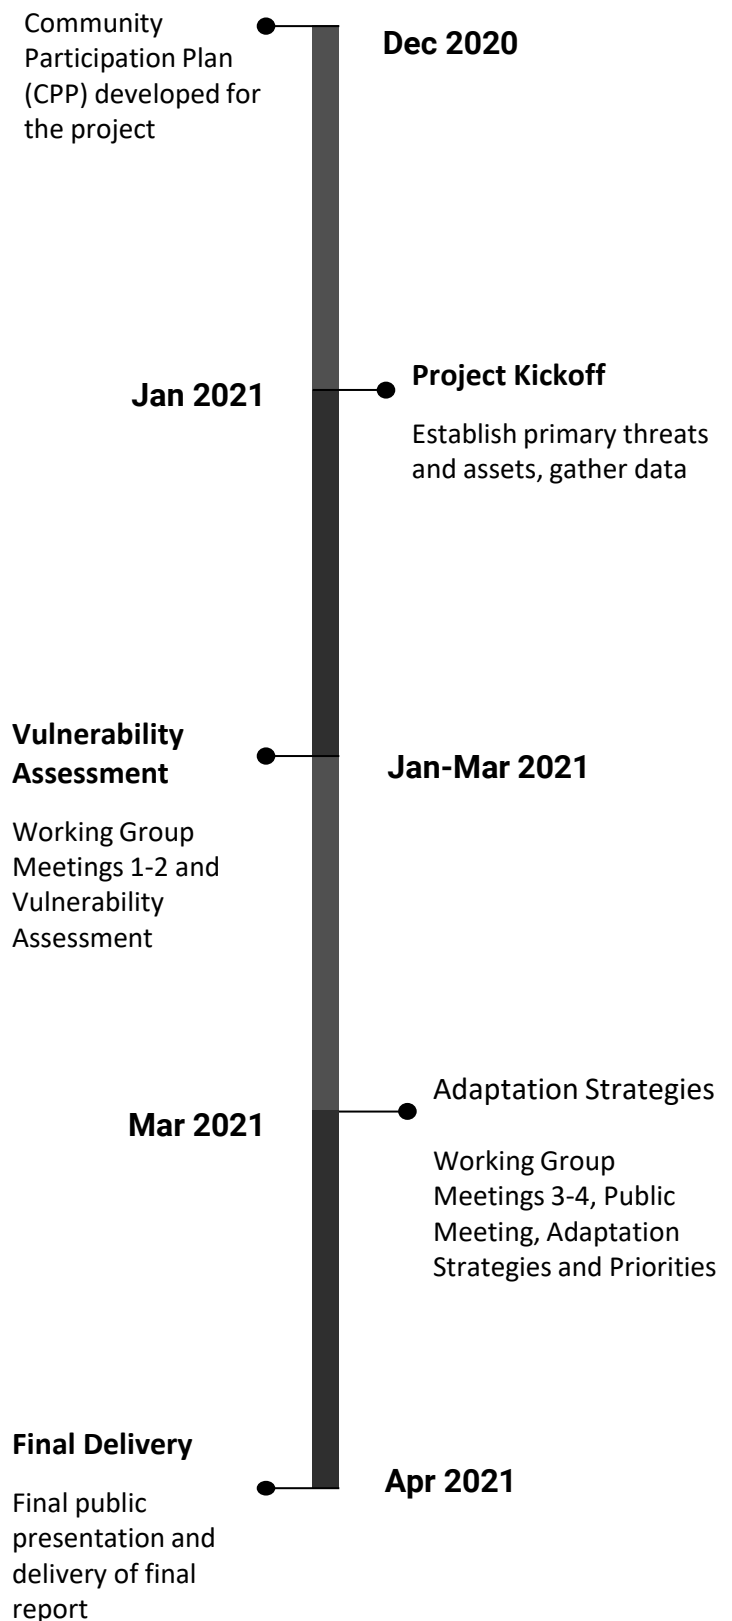 Community
Participation Plan
(CPP) developed for
the project
Dec 2020
Jan 2021
Project Kickoff
Establish primary threats
and assets, gather data
Vulnerability
Assessment
Working Group
Meetings 1-2 and
Vulnerability
Assessment
Jan-Mar 2021
Mar 2021
Adaptation Strategies
Working Group
Meetings 3-4, Public
Meeting, Adaptation
Strategies and Priorities
Final Delivery
Final public
presentation and
delivery of final
report
Apr 2021